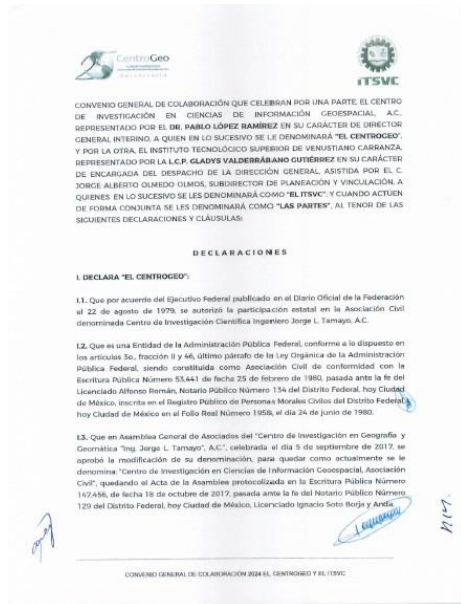 CentroGeo
ITSVC
CONVENIO GENERAL DE COLABORACIÓN QUE CELEBRAN POR UNA PARTE, EL CENTRO
DE INVESTIGACIÓN EN CIENCIAS DE INFORMACIÓN GEOESPACIAL, A.C.
REPRESENTADO POR EL DR. PABLO LÓPEZ RAMÍREZ EN SU CARÁCTER DE DIRECTOR
GENERAL INTERINO, A QUIEN EN LO SUCESIVO SE LE DENOMINARÁ "EL CENTROGEO",
Y POR LA OTRA, EL INSTITUTO TECNOLÓGICO SUPERIOR DE VENUSTIANO CARRANZA,
REPRESENTADO POR LA L.C.P. GLADYS VALDERRÁBANO GUTIÉRREZ EN SU CARÁCTER
DE ENCARGADA DEL DESPACHO DE LA DIRECCIÓN GENERAL, ASISTIDA POR EL C.
JORGE ALBERTO OLMEDO OLMOS, SUBDIRECTOR DE PLANEACIÓN Y VINCULACIÓN, A
QUIENES EN LO SUCESIVO SE LES DENOMINARÁ COMO "EL ITSVC", Y CUANDO ACTÚEN
DE FORMA CONJUNTA SE LES DENOMINARÁ COMO "LAS PARTES", AL TENOR DE LAS
SIGUIENTES DECLARACIONES Y CLÁUSULAS:
DECLARACIONES
I. DECLARA "EL CENTROGEO":
I.1. Que por acuerdo del Ejecutivo Federal publicado en el Diario Oficial de la Federación
el 22 de agosto de 1979, se autorizó la participación estatal en la Asociación Civil
denominada Centro de Investigación Científica Ingeniero Jorge L. Tamayo, A.C.
I.2. Que es una Entidad de la Administración Pública Federal, conforme a lo dispuesto en
los artículos 3o., fracción II y 46, último párrafo de la Ley Orgánica de la Administración
Pública Federal, siendo constituida como Asociación Civil de conformidad con la
Escritura Pública Número 53,441 de fecha 25 de febrero de 1980, pasada ante la fe del
Licenciado Alfonso Román, Notario Público Número 134 del Distrito Federal, hoy Ciudad
de México, inscrita en el Registro Público de Personas Morales Civiles del Distrito Federal,
hoy Ciudad de México en el Folio Real Número 1958, el día 24 de junio de 1980.
I.3. Que en Asamblea General de Asociados del "Centro de Investigación en Geografía y
Geomática "Ing. Jorge L. Tamayo", A.C.", celebrada el día 5 de septiembre de 2017, se
aprobó la modificación de su denominación, para quedar como actualmente se le
denomina: "Centro de Investigación en Ciencias de Información Geoespacial, Asociación
Civil", quedando el Acta de la Asamblea protocolizada en la Escritura Pública Número
147,456, de fecha 18 de octubre de 2017, pasada ante la fe del Notario Público Número
129 del Distrito Federal, hoy Ciudad de México, Licenciado Ignacio Soto Borja y Anda.
CONVENIO GENERAL DE COLABORACIÓN 2024 EL CENTROGEO Y EL ITSVC